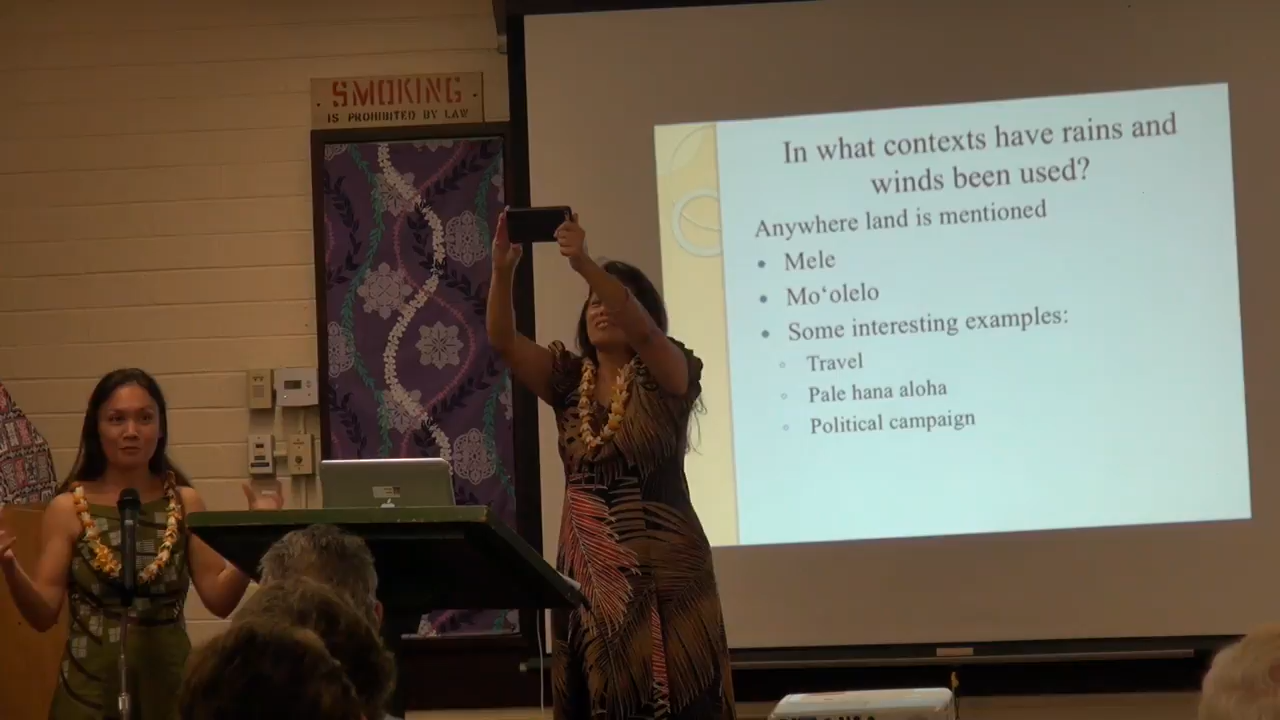 SMOKING
IS PROHIBITED BY LAW
In what contexts have rains and
winds been used?
Anywhere land is mentioned
• Mele
• Moʻolelo
• Some interesting examples:
◦ Travel
◦ Pale hana aloha
◦ Political campaign